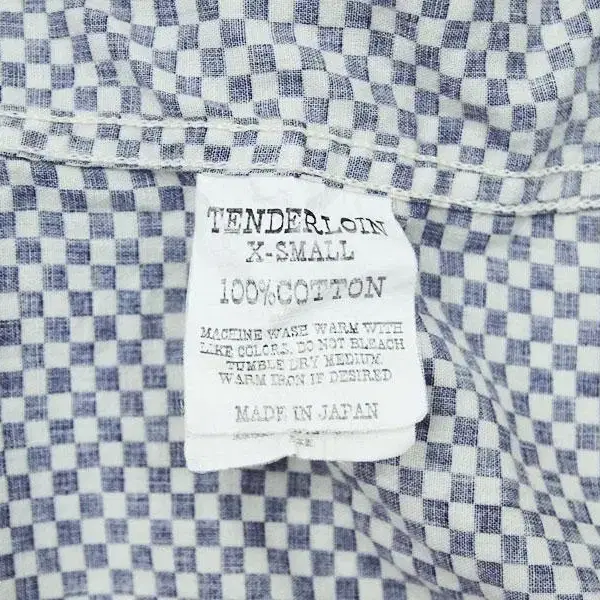 TENDERLOIN
X-SMALL
100%COTTON
MACHINE WASH WARM WITH
LIKE COLORS. DO NOT BLEACH
TUMBLE DRY MEDIUM.
WARM IRON IF DESIRED
MADE IN JAPAN